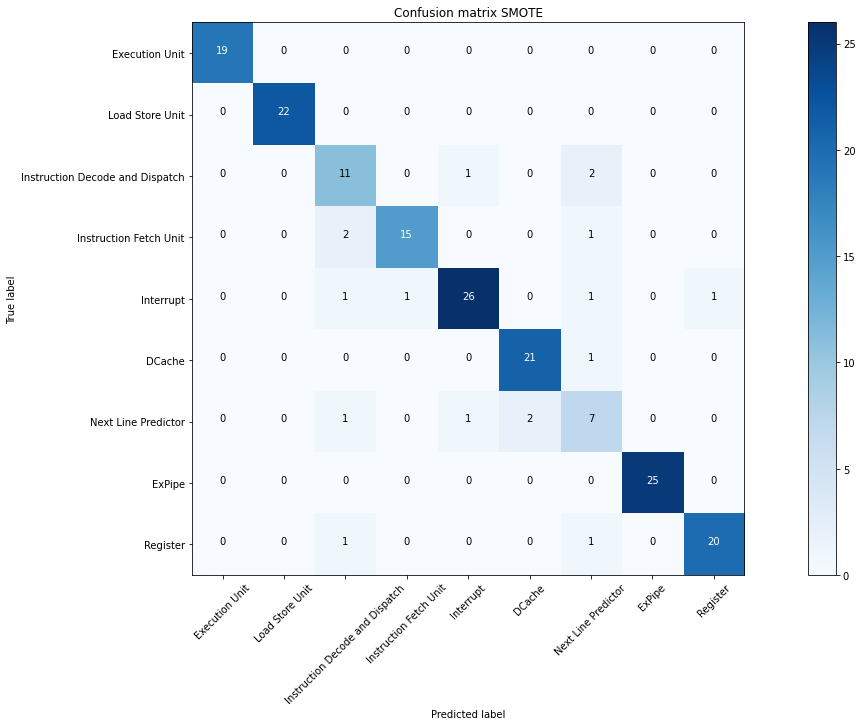 Confusion matrix SMOTE
True label
Execution Unit 19 0 0 0 0 0 0 0 0
Load Store Unit 0 22 0 0 0 0 0 0 0
Instruction Decode and Dispatch 0 0 11 0 1 0 2 0 0
Instruction Fetch Unit 0 0 2 15 0 0 1 0 0
Interrupt 0 0 1 1 26 0 1 0 1
DCache 0 0 0 0 0 21 1 0 0
Next Line Predictor 0 0 1 0 1 2 7 0 0
ExPipe 0 0 0 0 0 0 0 25 0
Register 0 0 1 0 0 0 1 0 20
Execution Unit
Load Store Unit
Instruction Decode and Dispatch
Instruction Fetch Unit
Interrupt
DCache
Next Line Predictor
ExPipe
Register
Predicted label
25
20
15
10
5
0